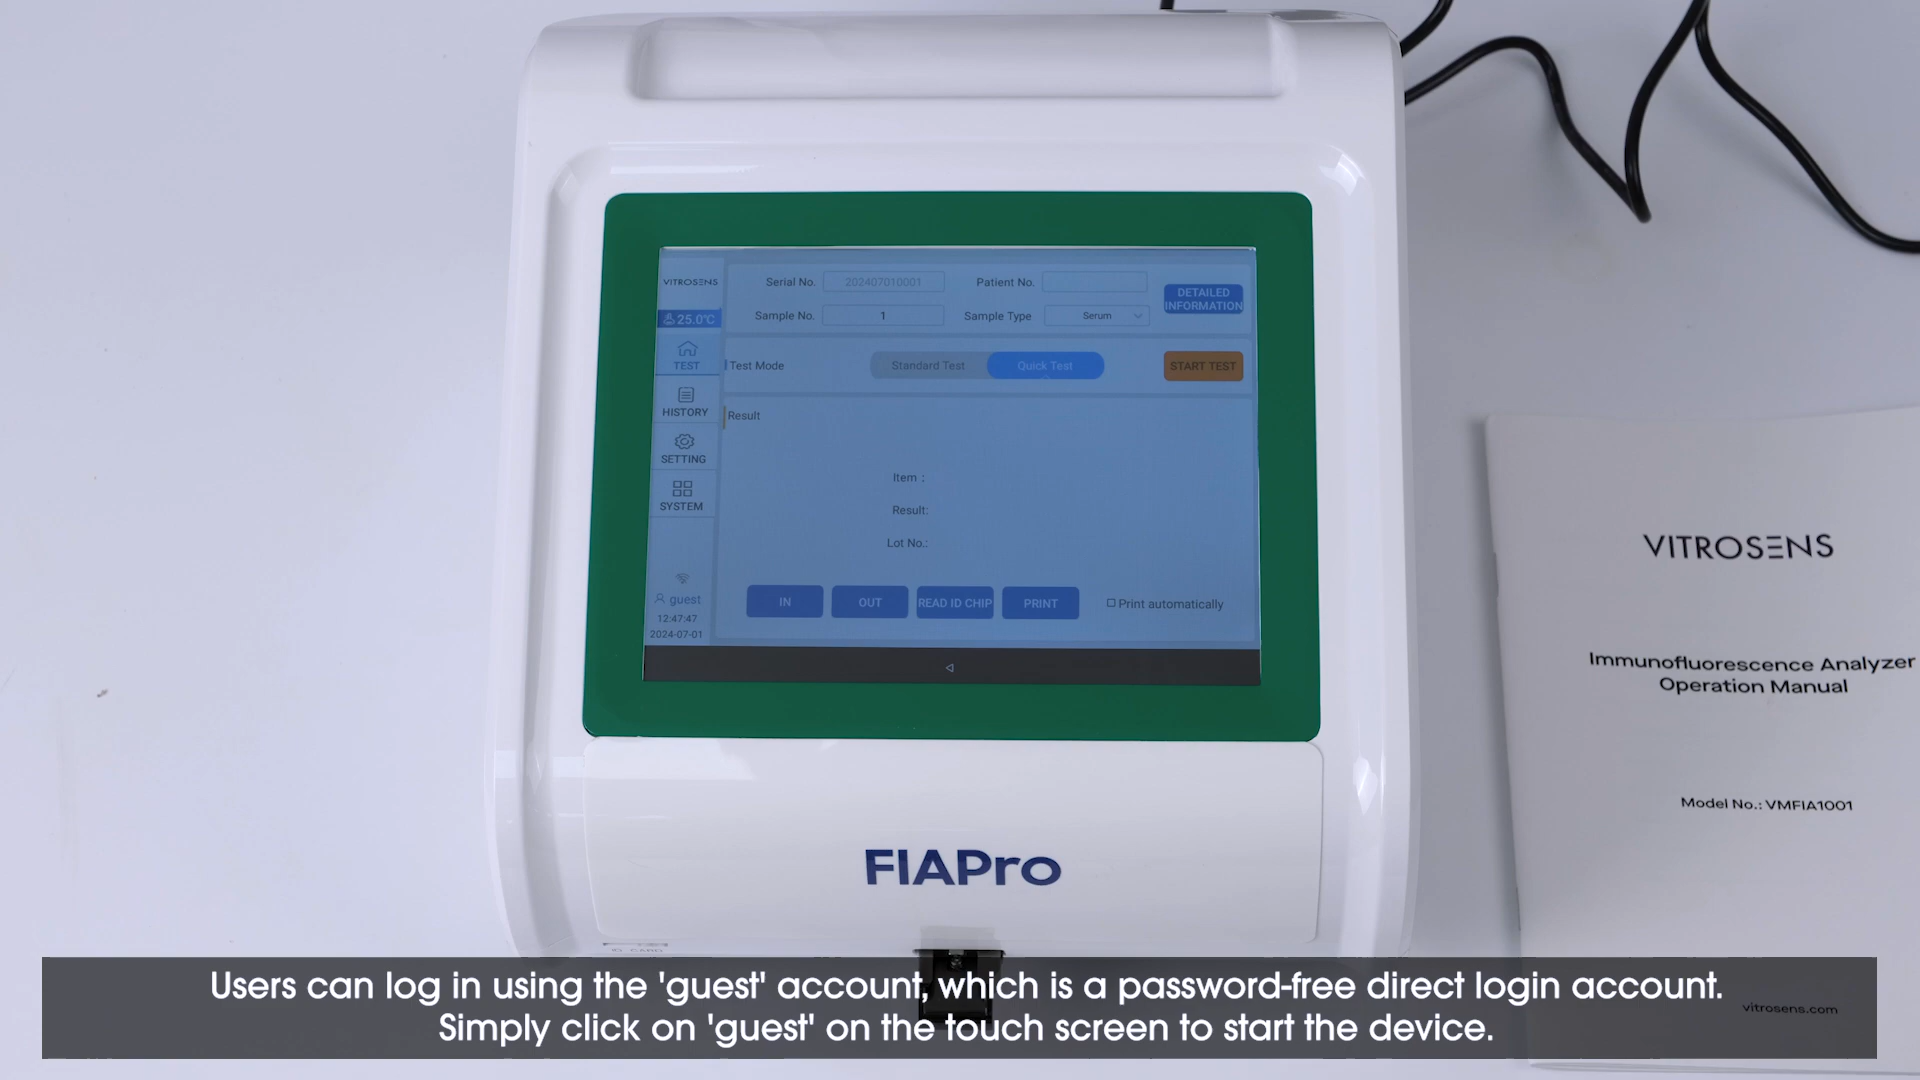 VITROSENS
25.0℃
TEST
HISTORY
SETTING
SYSTEM
guest
12:47:47
2024-07-01
Serial No. 202407010001
Patient No.
DETAILED INFORMATION
Sample No. 1
Sample Type Serum
Test Mode
Standard Test
Quick Test
START TEST
Result
Item :
Result:
Lot No.:
IN
OUT
READ ID CHIP
PRINT
Print automatically
FIAPro
VITROSENS
Immunofluorescence Analyzer
Operation Manual
Model No.: VMFIA1001
vitrosens.com
Users can log in using the 'guest' account, which is a password-free direct login account.
Simply click on 'guest' on the touch screen to start the device.